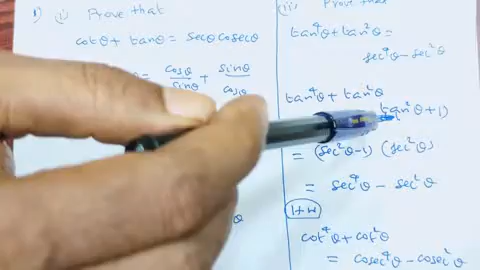 1) (i) Prove that
cotθ + tanθ = secθ cosecθ
θ = cosθ/sinθ + sinθ/cosθ
θ
(ii) Prove that
tan⁴θ + tan²θ =
sec⁴θ - sec²θ
tan⁴θ + tan²θ
tan²θ + 1)
= (sec²θ-1) (sec²θ)
= sec⁴θ - sec²θ
H.W
cot⁴θ + cot²θ
= cosec⁴θ - cosec²θ